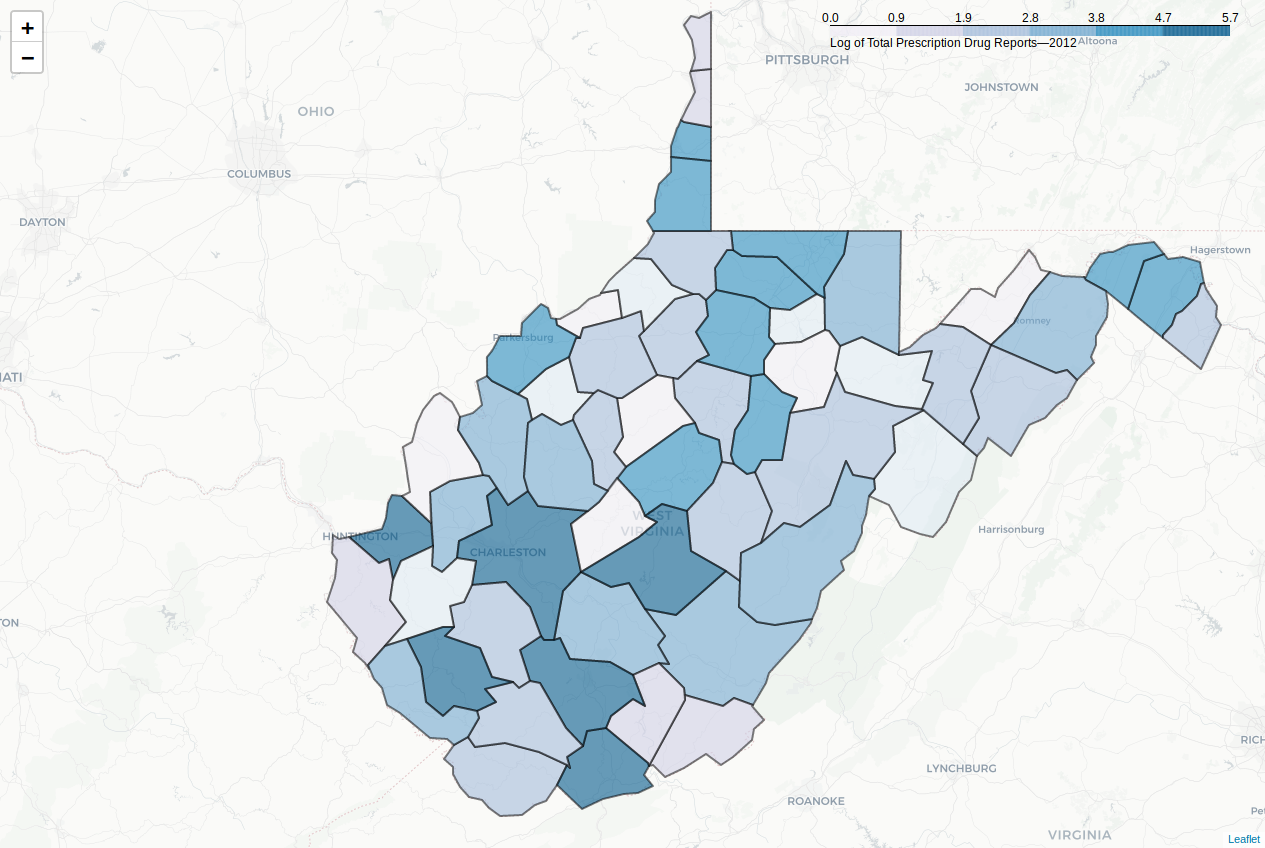 +
−
0.0 0.9 1.9 2.8 3.8 4.7 5.7
Log of Total Prescription Drug Reports—2012
Altoona
PITTSBURGH
JOHNSTOWN
OHIO
COLUMBUS
DAYTON
Hagerstown
Romney
Parkersburg
ATI
WEST
VIRGINIA
Harrisonburg
HUNTINGTON
CHARLESTON
TON
RICH
LYNCHBURG
ROANOKE
Pet
VIRGINIA
Leaflet